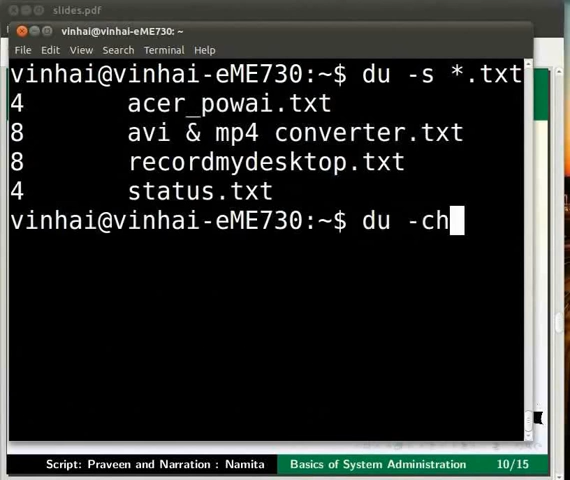 slides.pdf
vinhai@vinhai-eME730: ~
File Edit View Search Terminal Help
vinhai@vinhai-eME730:~$ du -s *.txt
4 acer_powai.txt
8 avi & mp4 converter.txt
8 recordmydesktop.txt
4 status.txt
vinhai@vinhai-eME730:~$ du -ch
Script: Praveen and Narration : Namita Basics of System Administration 10/15